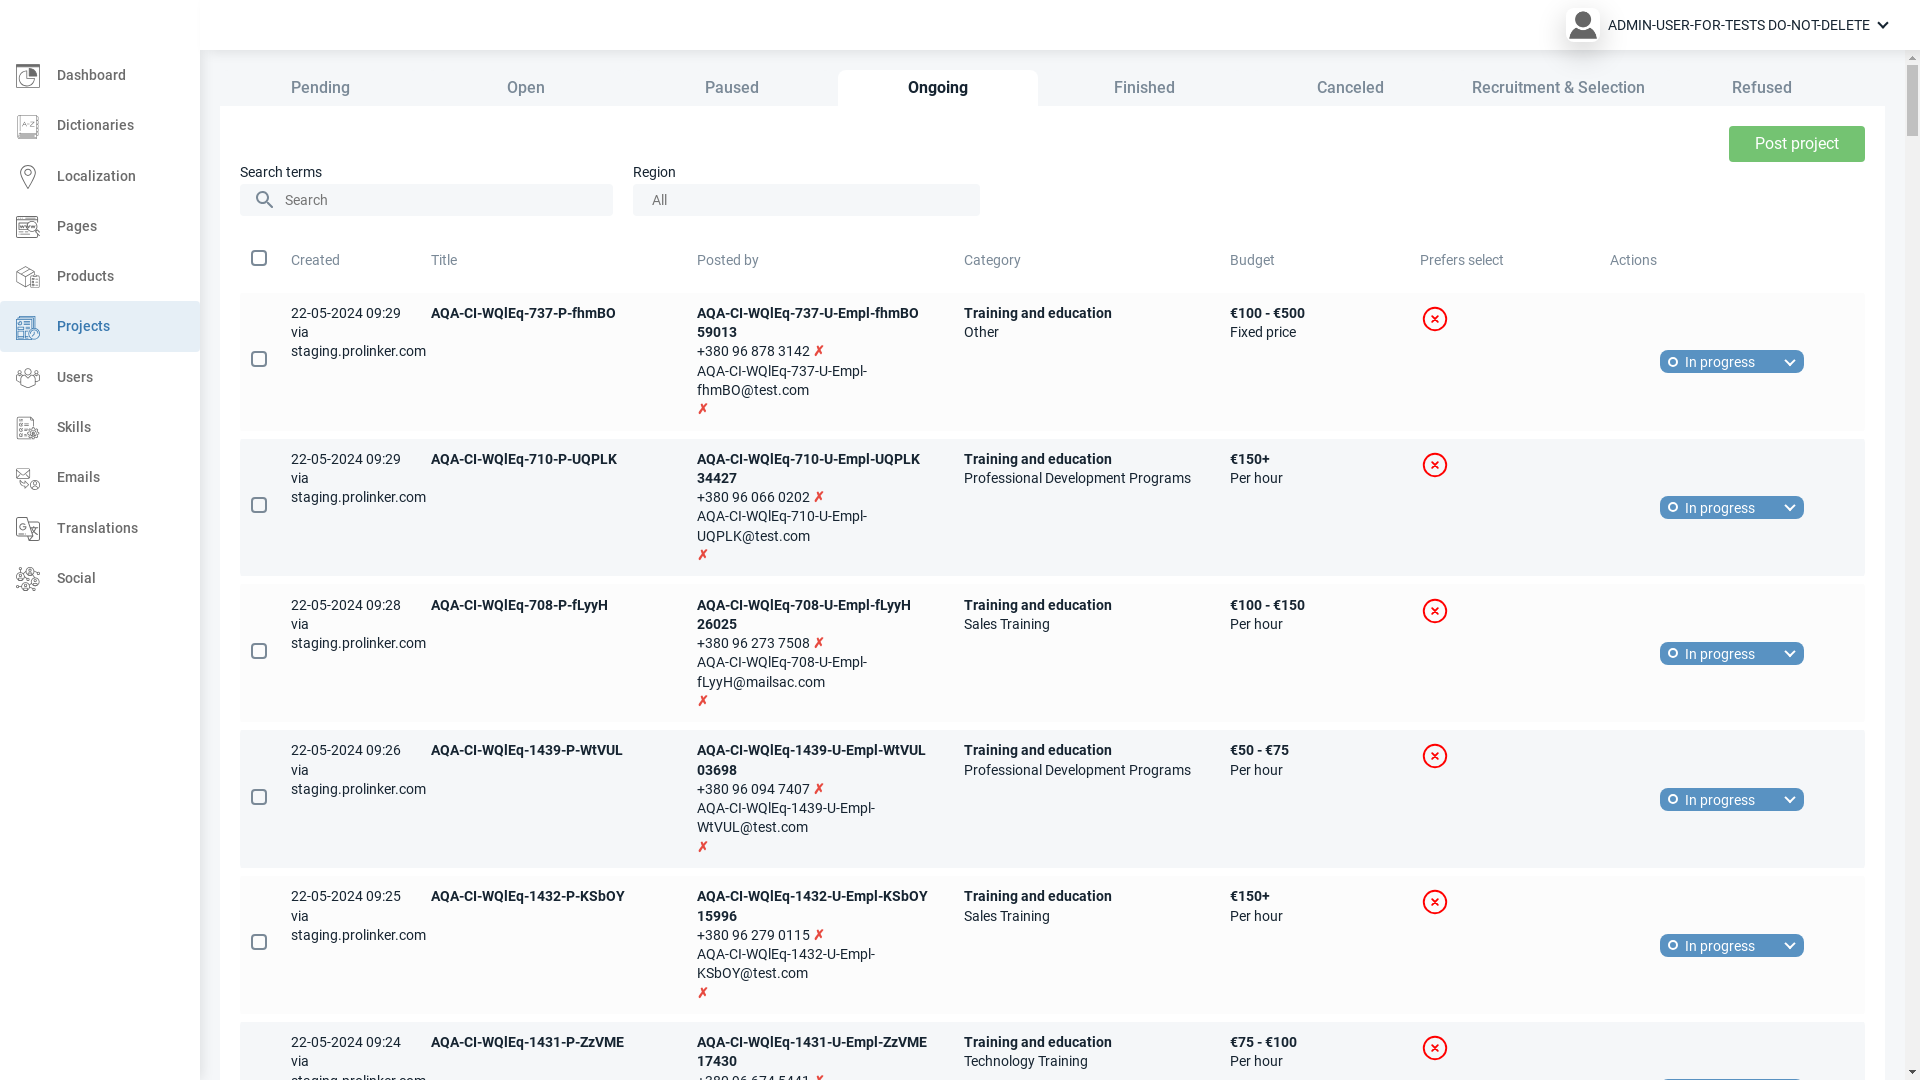 ADMIN-USER-FOR-TESTS DO-NOT-DELETE
Dashboard
Dictionaries
Localization
Pages
Products
Projects
Users
Skills
Emails
Translations
Social
Pending Open Paused Ongoing Finished Canceled Recruitment & Selection Refused
Post project
Search terms Region
Search All
Created Title Posted by Category Budget Prefers select Actions
22-05-2024 09:29 AQA-CI-WQlEq-737-P-fhmBO AQA-CI-WQlEq-737-U-Empl-fhmBO Training and education €100 - €500
via 59013 Other Fixed price
staging.prolinker.com +380 96 878 3142 ✗
In progress
AQA-CI-WQlEq-737-U-Empl-
fhmBO@test.com
✗
22-05-2024 09:29 AQA-CI-WQlEq-710-P-UQPLK AQA-CI-WQlEq-710-U-Empl-UQPLK Training and education €150+
via 34427 Professional Development Programs Per hour
staging.prolinker.com +380 96 066 0202 ✗
In progress
AQA-CI-WQlEq-710-U-Empl-
UQPLK@test.com
✗
22-05-2024 09:28 AQA-CI-WQlEq-708-P-fLyyH AQA-CI-WQlEq-708-U-Empl-fLyyH Training and education €100 - €150
via 26025 Sales Training Per hour
staging.prolinker.com +380 96 273 7508 ✗
In progress
AQA-CI-WQlEq-708-U-Empl-
fLyyH@mailsac.com
✗
22-05-2024 09:26 AQA-CI-WQlEq-1439-P-WtVUL AQA-CI-WQlEq-1439-U-Empl-WtVUL Training and education €50 - €75
via 03698 Professional Development Programs Per hour
staging.prolinker.com +380 96 094 7407 ✗
In progress
AQA-CI-WQlEq-1439-U-Empl-
WtVUL@test.com
✗
22-05-2024 09:25 AQA-CI-WQlEq-1432-P-KSbOY AQA-CI-WQlEq-1432-U-Empl-KSbOY Training and education €150+
via 15996 Sales Training Per hour
staging.prolinker.com +380 96 279 0115 ✗
In progress
AQA-CI-WQlEq-1432-U-Empl-
KSbOY@test.com
✗
22-05-2024 09:24 AQA-CI-WQlEq-1431-P-ZzVME AQA-CI-WQlEq-1431-U-Empl-ZzVME Training and education €75 - €100
via 17430 Technology Training Per hour